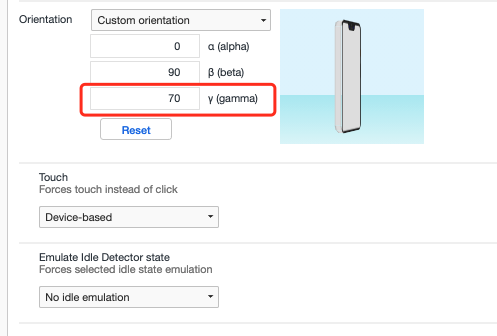 Orientation
Custom orientation
0 α (alpha)
90 β (beta)
70 γ (gamma)
Reset
Touch
Forces touch instead of click
Device-based
Emulate Idle Detector state
Forces selected idle state emulation
No idle emulation